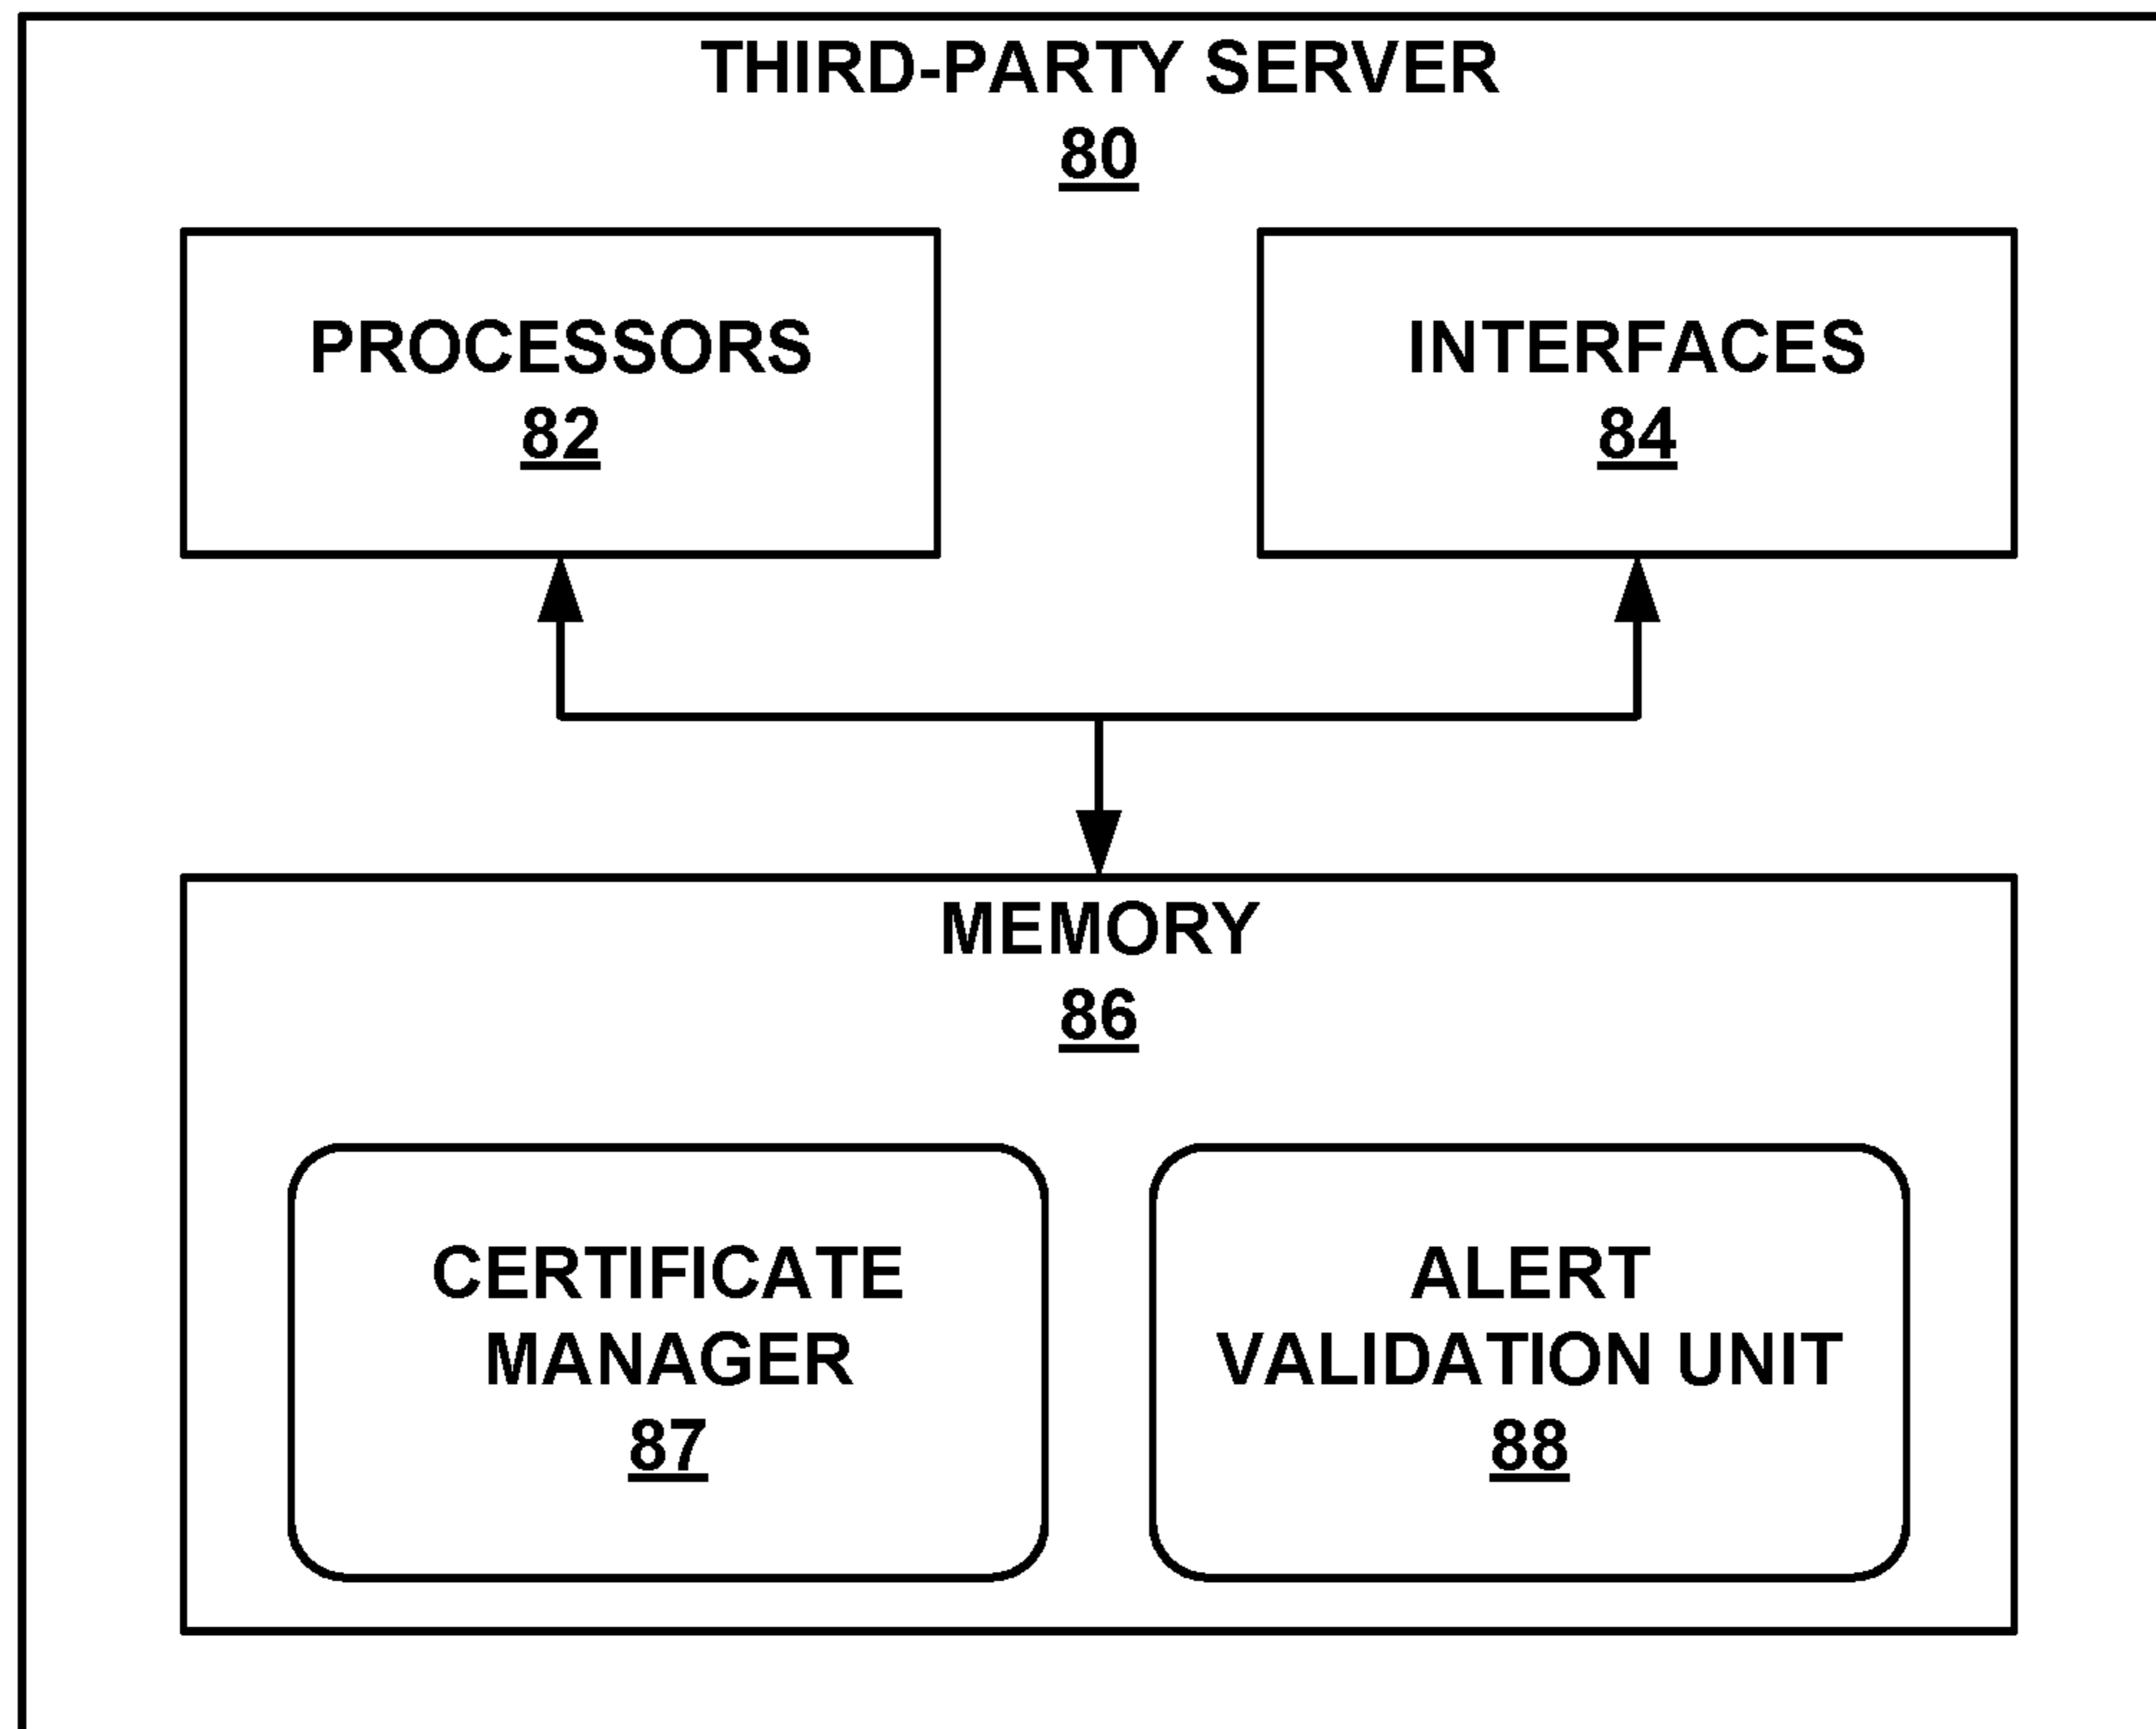 THIRD-PARTY SERVER
80
PROCESSORS
82
INTERFACES
84
MEMORY
86
CERTIFICATE
MANAGER
87
ALERT
VALIDATION UNIT
88